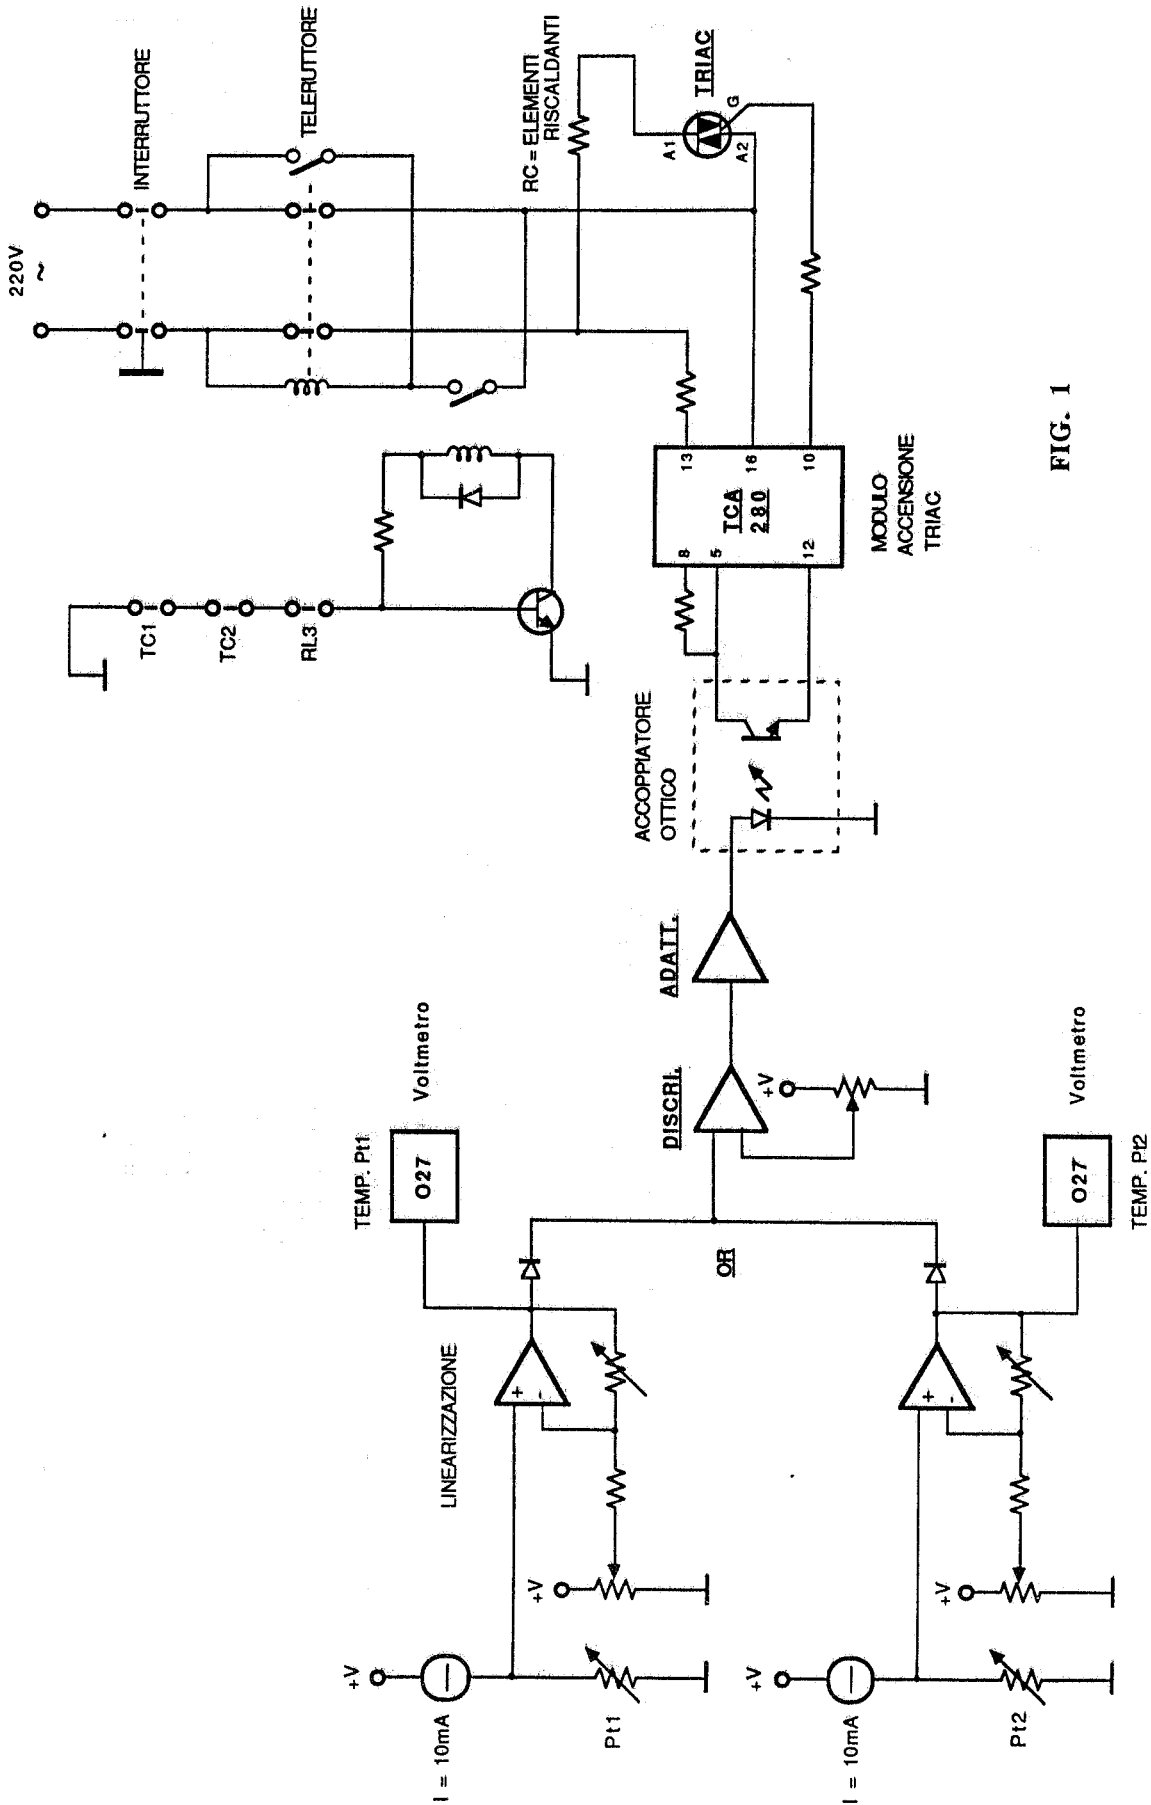 220V
~
INTERRUTTORE
TELERUTTORE
RC = ELEMENTI
RISCALDANTI
TRIAC
A1
A2
G
TC1
TC2
RL3
13
16
10
8
5
12
TCA
280
MODULO
ACCENSIONE
TRIAC
ACCOPPIATORE
OTTICO
ADATT.
DISCRI.
+V
OR
TEMP. Pt1
O27
Voltmetro
LINEARIZZAZIONE
+
-
+V
+V
I = 10mA
Pt1
TEMP. Pt2
O27
Voltmetro
+
-
+V
+V
I = 10mA
Pt2
FIG. 1